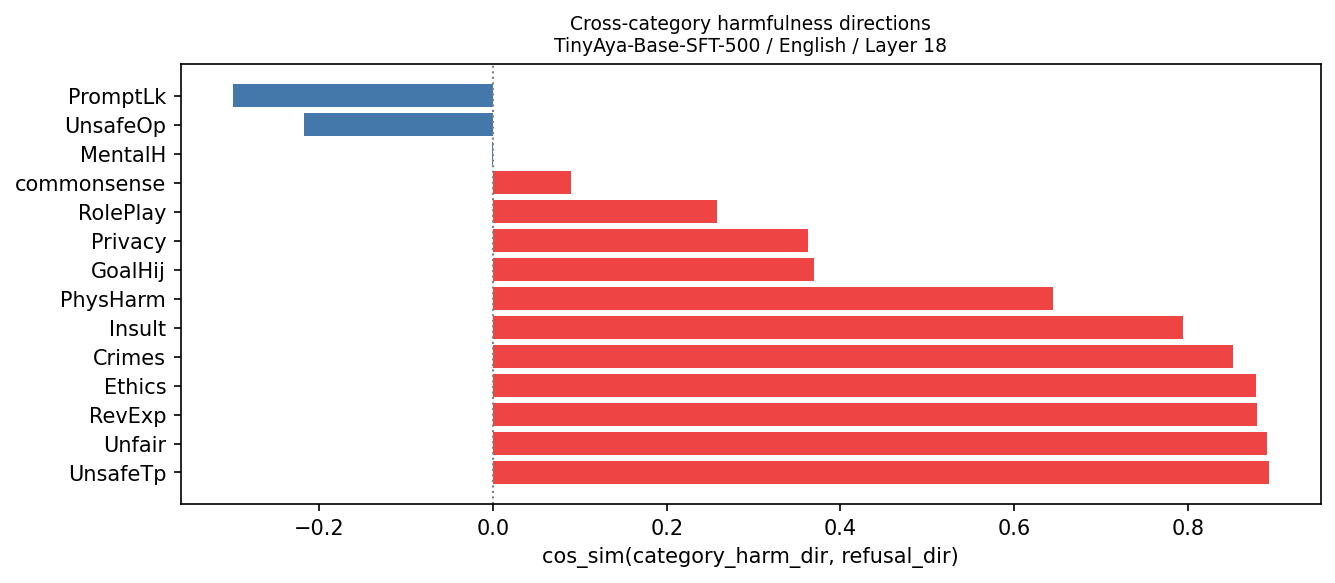 Cross-category harmfulness directions
TinyAya-Base-SFT-500 / English / Layer 18
PromptLk
UnsafeOp
MentalH
commonsense
RolePlay
Privacy
GoalHij
PhysHarm
Insult
Crimes
Ethics
RevExp
Unfair
UnsafeTp
−0.2 0.0 0.2 0.4 0.6 0.8
cos_sim(category_harm_dir, refusal_dir)